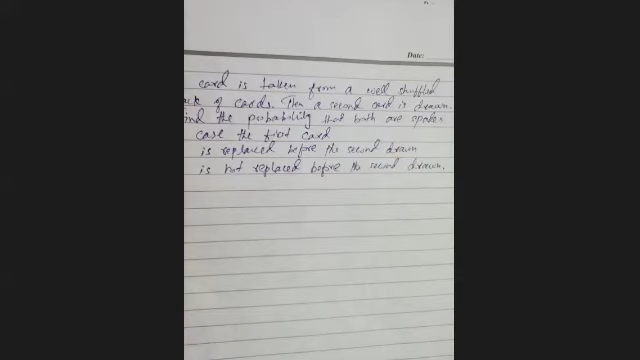 Date:
card is taken from a well shuffled
ack of cards. Then a second card is drawn.
ind the probability that both are spades
case the first card
is replaced before the second drawn
is not replaced before the second drawn.